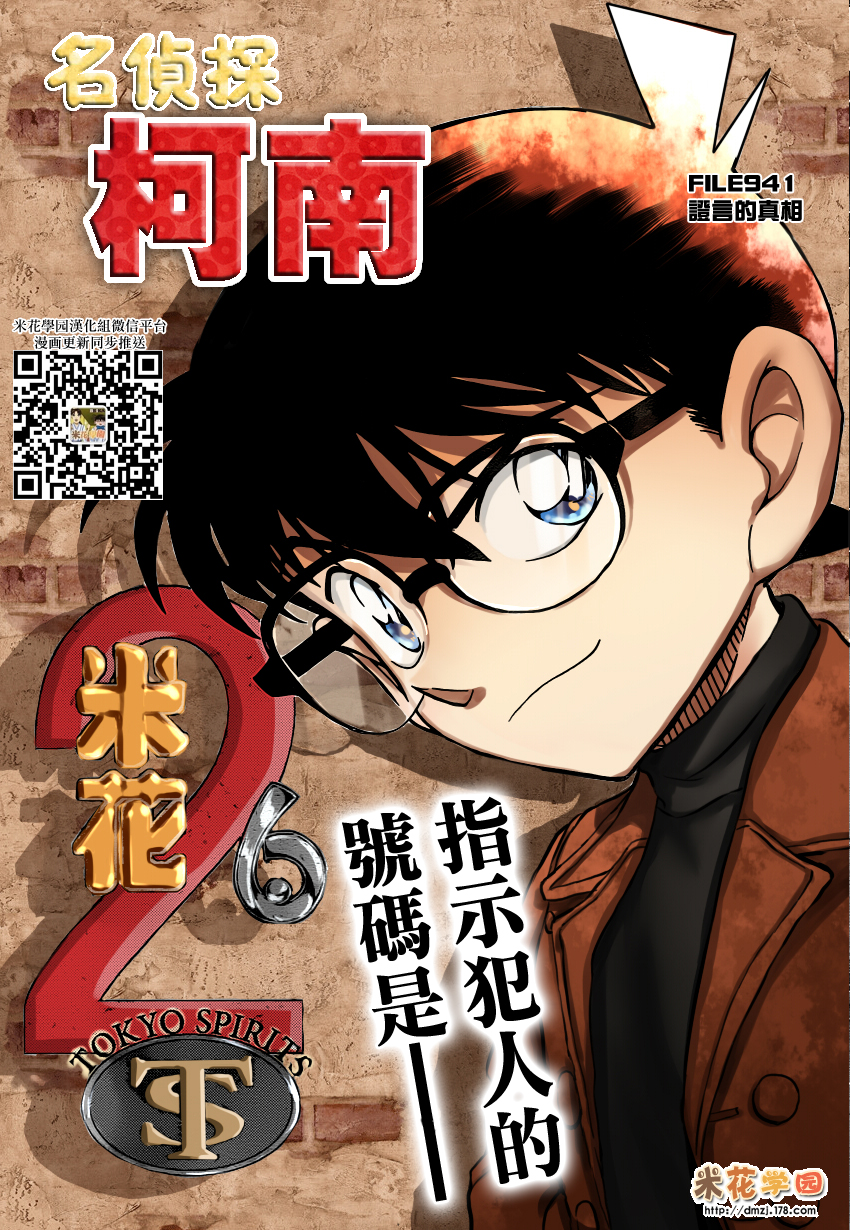 名偵探
柯南
FILE941
證言的真相
米花學园漢化組微信平台
漫画更新同步推送
2
米花
6
TOKYO SPIRITS
TS
指示犯人的
號碼是——
米花学园
http://dmzj.178.com